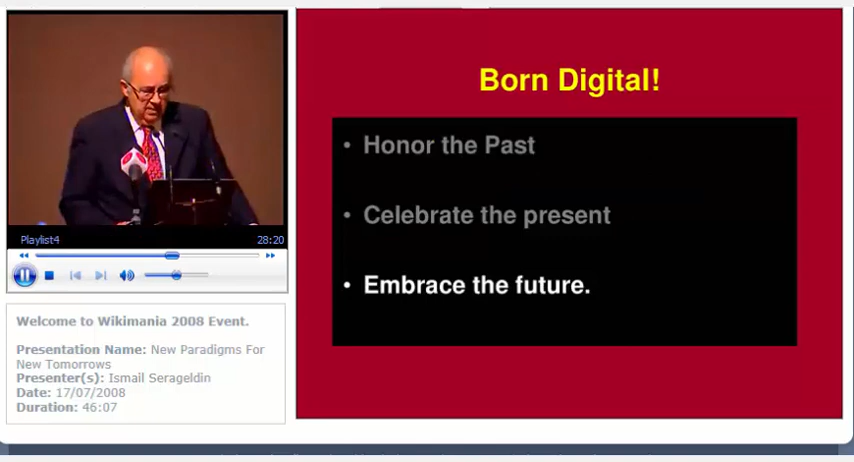 Born Digital!
• Honor the Past
• Celebrate the present
• Embrace the future.
Playlist4 28:20
Welcome to Wikimania 2008 Event.
Presentation Name: New Paradigms For
New Tomorrows
Presenter(s): Ismail Serageldin
Date: 17/07/2008
Duration: 46:07